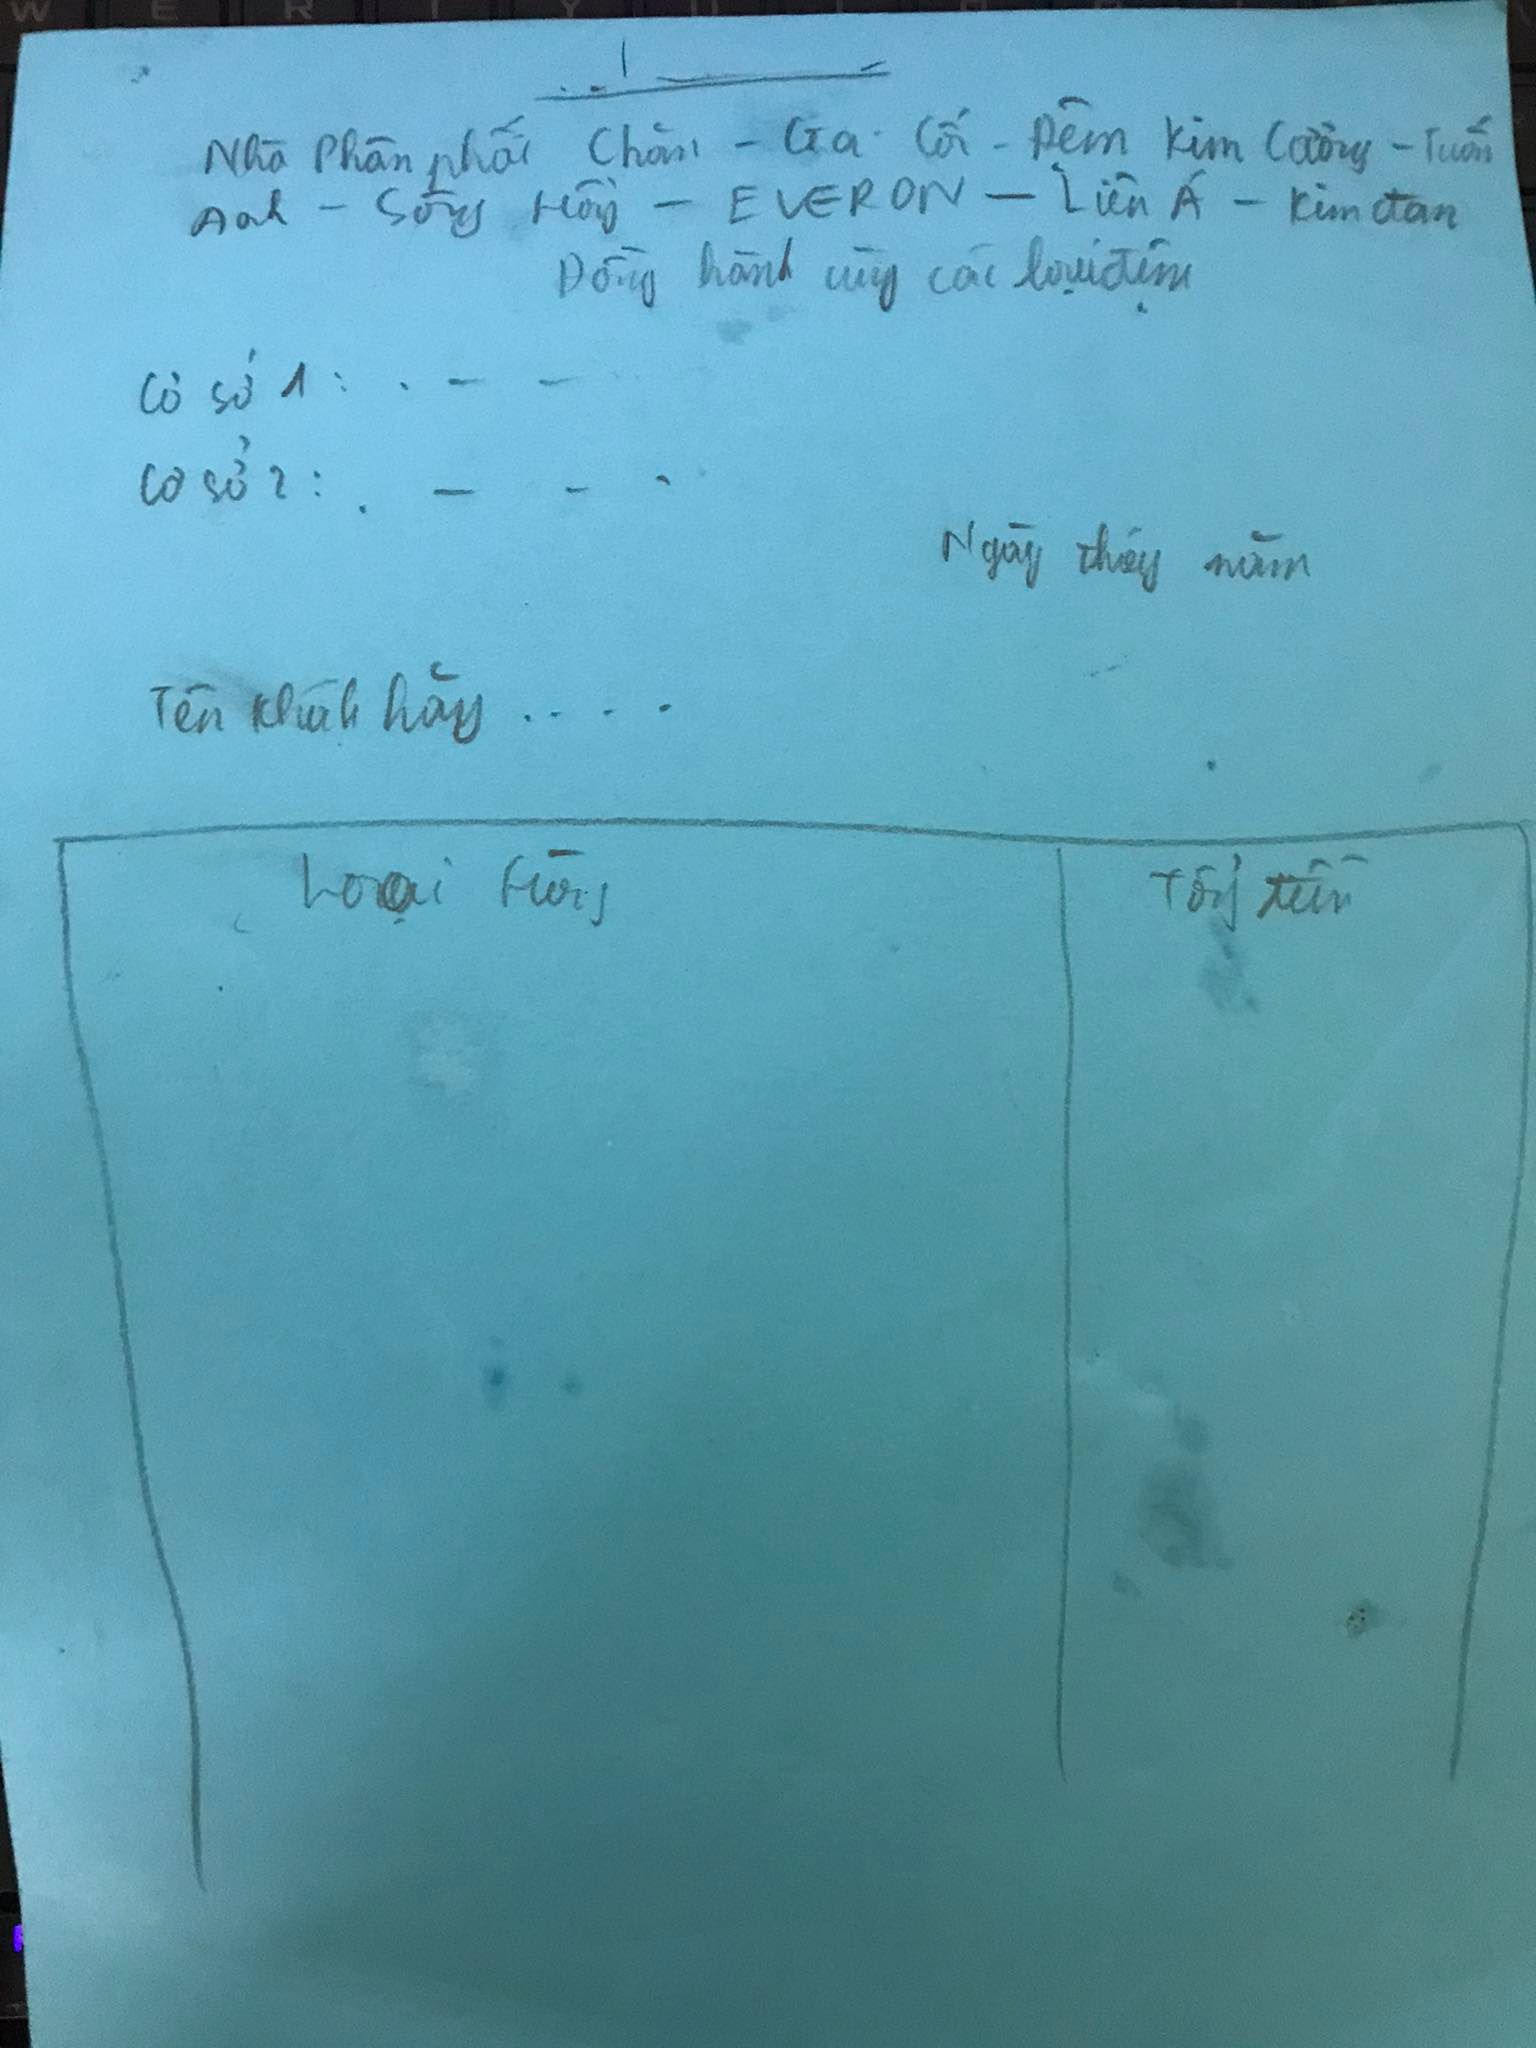 Nhà Phân phối Chăn - Ga - Gối - Đệm Kim Cương - Tuấn
Anh - Sông Hồng - EVERON - Liên Á - Kim đan
Đồng hành cùng các loại đệm
Cơ sở 1: . - -
Cơ sở 2: . - - .
Ngày tháng năm
Tên khách hàng . . . . .
Loại Hàng
Tổng tiền